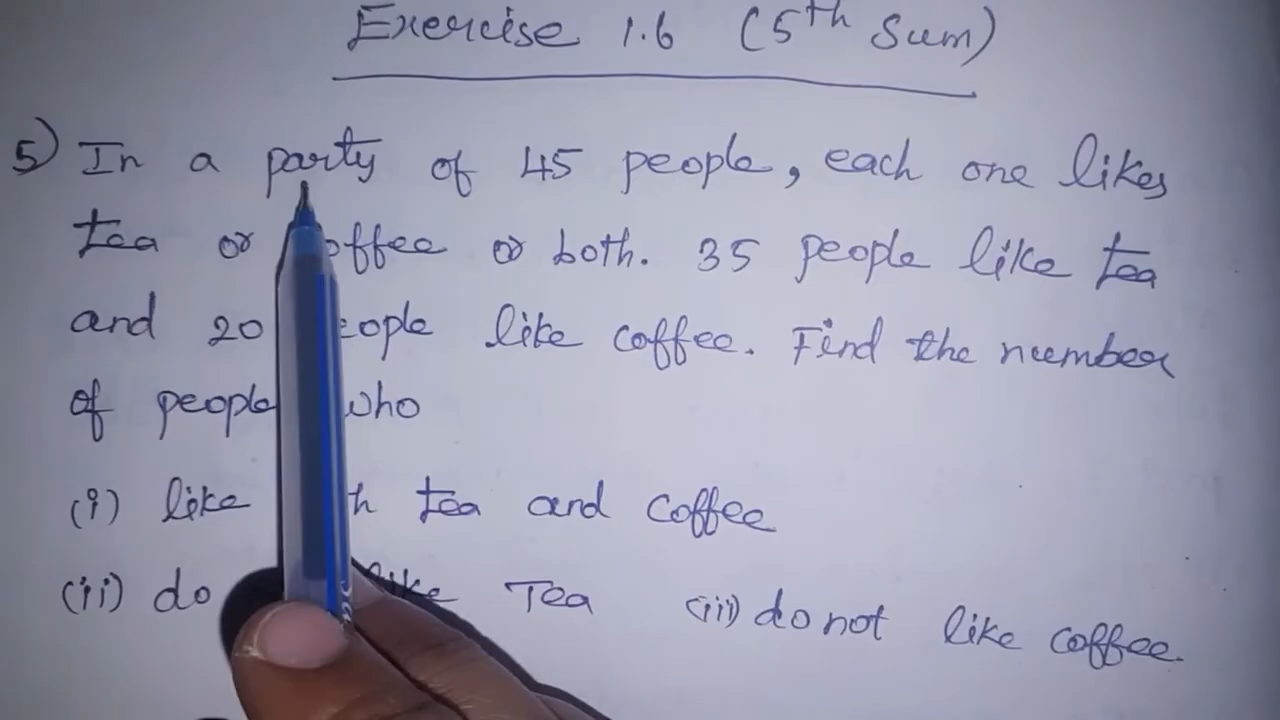 Exercise 1.6 (5th Sum)
5) In a party of 45 people, each one likes
tea or offee or both. 35 people like tea
and 20 eople like coffee. Find the number
of people who
(i) like h tea and coffee
(ii) do like Tea (iii) do not like coffee.